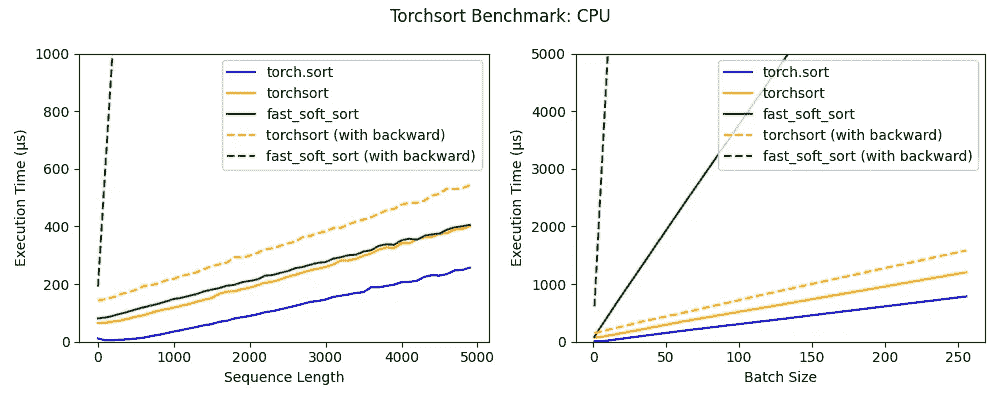 Torchsort Benchmark: CPU
Execution Time (µs)
1000
800
600
400
200
0
torch.sort
torchsort
fast_soft_sort
torchsort (with backward)
fast_soft_sort (with backward)
0 1000 2000 3000 4000 5000
Sequence Length
Execution Time (µs)
5000
4000
3000
2000
1000
0
torch.sort
torchsort
fast_soft_sort
torchsort (with backward)
fast_soft_sort (with backward)
0 50 100 150 200 250
Batch Size